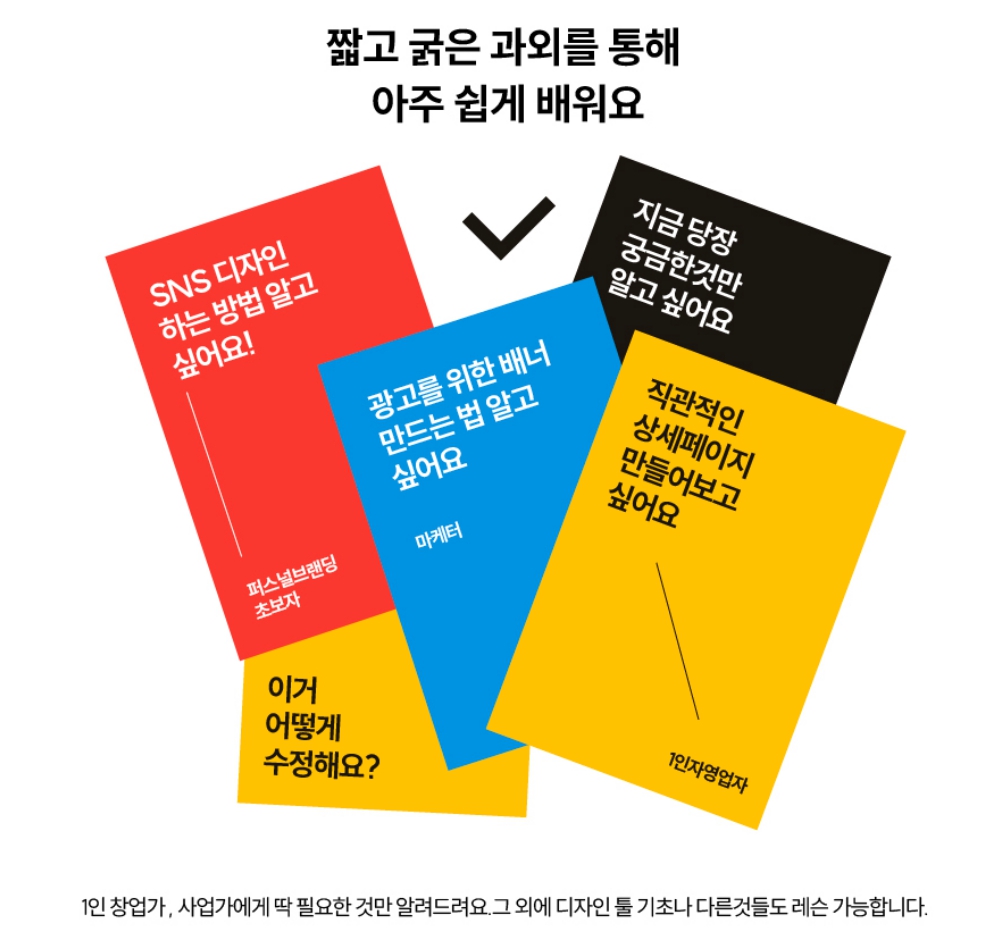 짧고 굵은 과외를 통해
아주 쉽게 배워요
SNS 디자인
하는 방법 알고
싶어요!
퍼스널브랜딩
초보자
지금 당장
궁금한것만
알고 싶어요
광고를 위한 배너
만드는 법 알고
싶어요
마케터
직관적인
상세페이지
만들어보고
싶어요
1인자영업자
이거
어떻게
수정해요?
1인 창업가 , 사업가에게 딱 필요한 것만 알려드려요.그 외에 디자인 툴 기초나 다른것들도 레슨 가능합니다.